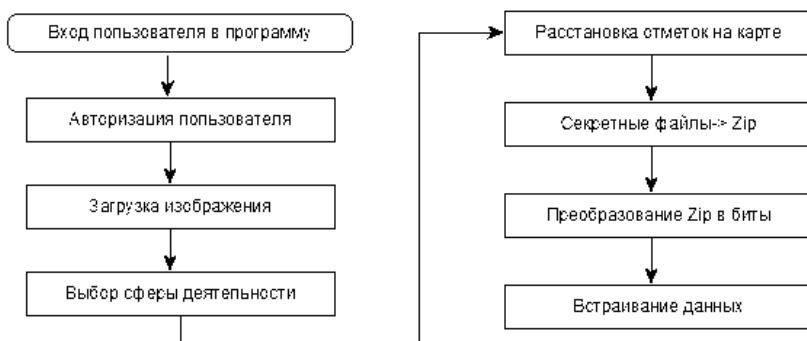 Вход пользователя в программу
Авторизация пользователя
Загрузка изображения
Выбор сферы деятельности
Расстановка отметок на карте
Секретные файлы-> Zip
Преобразование Zip в биты
Встраивание данных